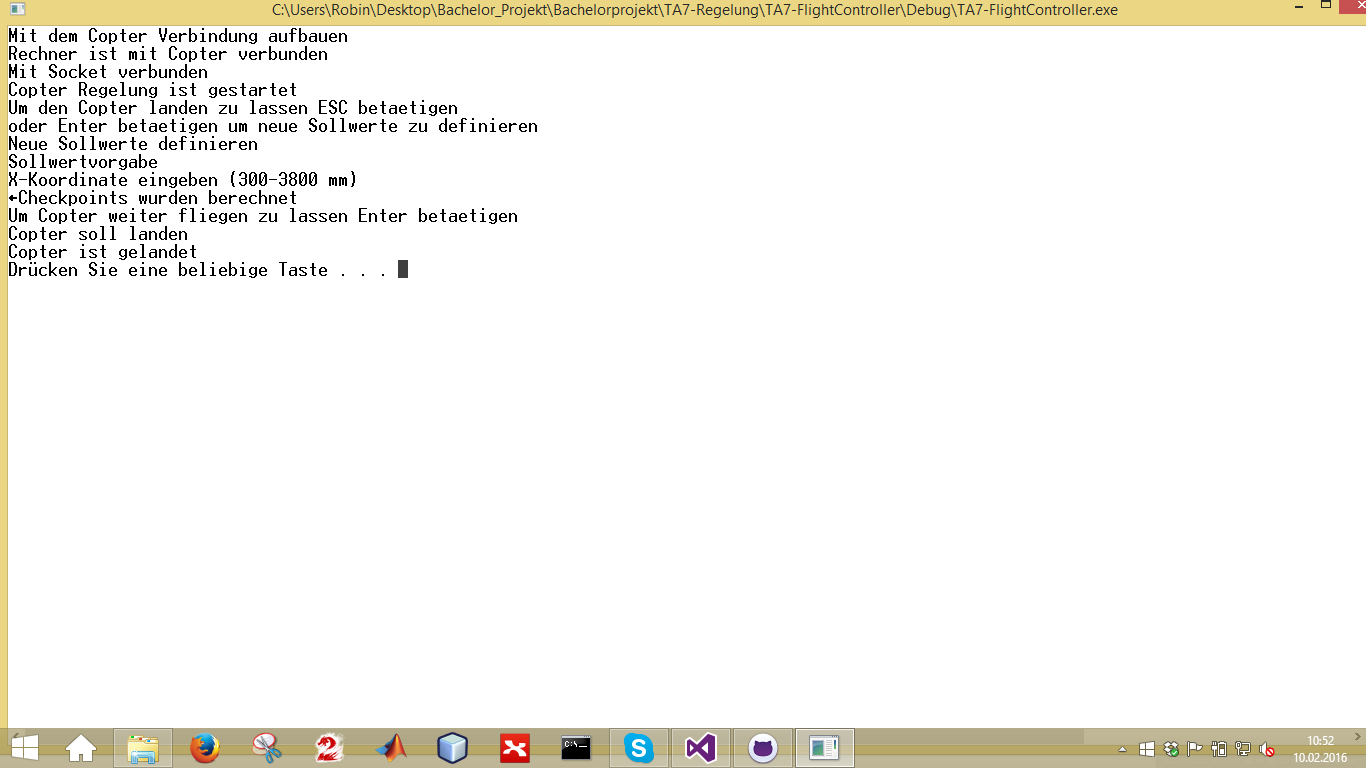 C:\Users\Robin\Desktop\Bachelor_Projekt\Bachelorprojekt\TA7-Regelung\TA7-FlightController\Debug\TA7-FlightController.exe
Mit dem Copter Verbindung aufbauen
Rechner ist mit Copter verbunden
Mit Socket verbunden
Copter Regelung ist gestartet
Um den Copter landen zu lassen ESC betaetigen
oder Enter betaetigen um neue Sollwerte zu definieren
Neue Sollwerte definieren
Sollwertvorgabe
X-Koordinate eingeben (300-3800 mm)
←Checkpoints wurden berechnet
Um Copter weiter fliegen zu lassen Enter betaetigen
Copter soll landen
Copter ist gelandet
Drücken Sie eine beliebige Taste . . .
10:52
10.02.2016